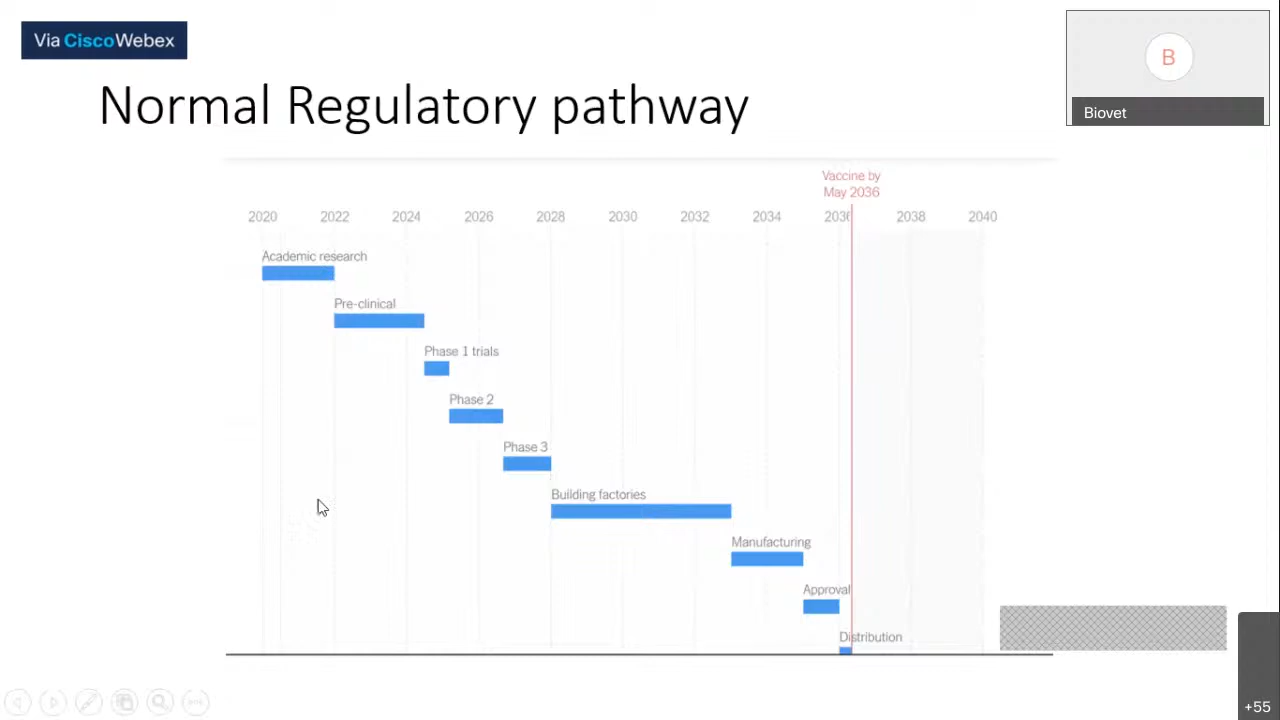 Via CiscoWebex
B
Biovet
Normal Regulatory pathway
Vaccine by
May 2036
2020 2022 2024 2026 2028 2030 2032 2034 2036 2038 2040
Academic research
Pre-clinical
Phase 1 trials
Phase 2
Phase 3
Building factories
Manufacturing
Approval
Distribution
+55